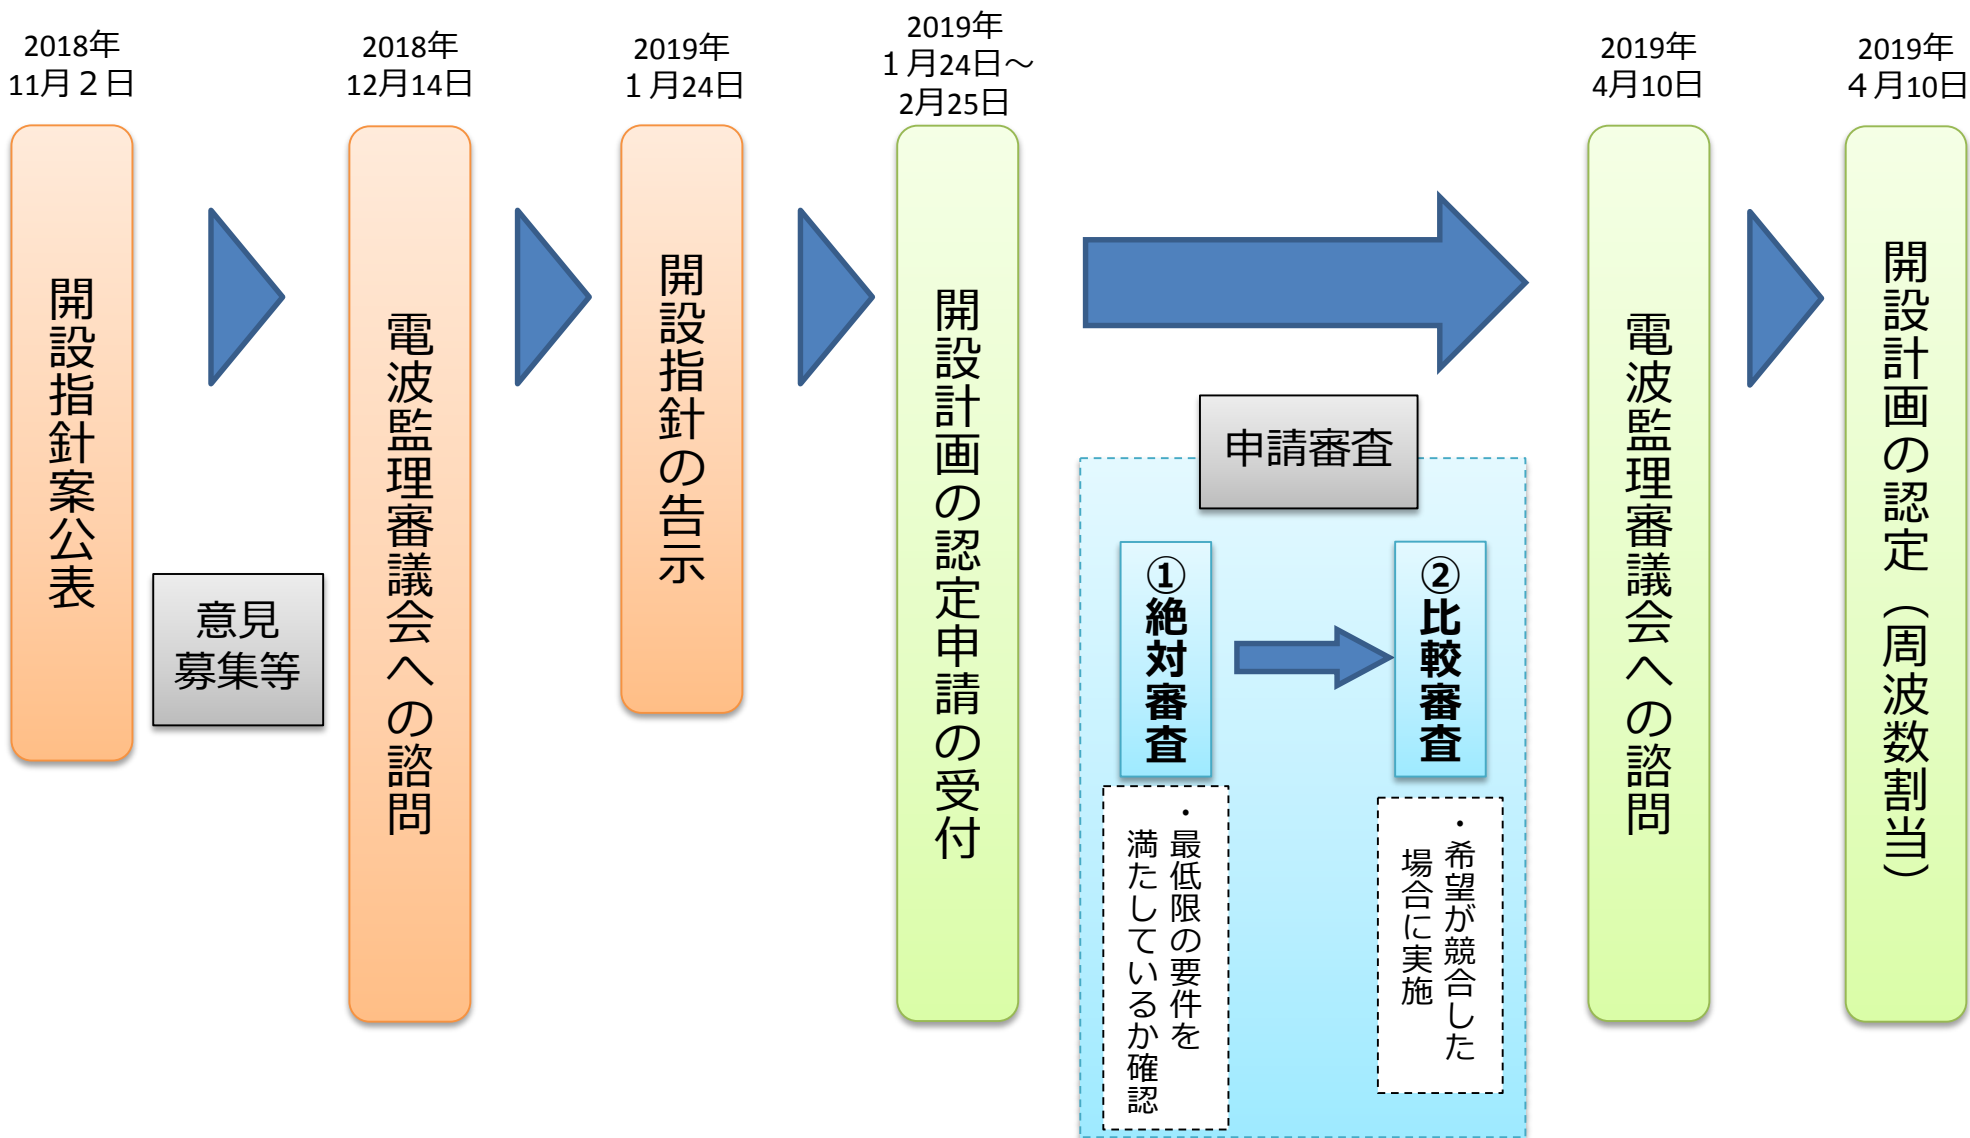 2018年
11月２日
開設指針案公表
意見
募集等
2018年
12月14日
電波監理審議会への諮問
2019年
１月24日
開設指針の告示
2019年
１月24日～
2月25日
開設計画の認定申請の受付
申請審査
①絶対審査
・最低限の要件を
満たしているか確認
②比較審査
・希望が競合した
場合に実施
2019年
4月10日
電波監理審議会への諮問
2019年
４月10日
開設計画の認定（周波数割当）